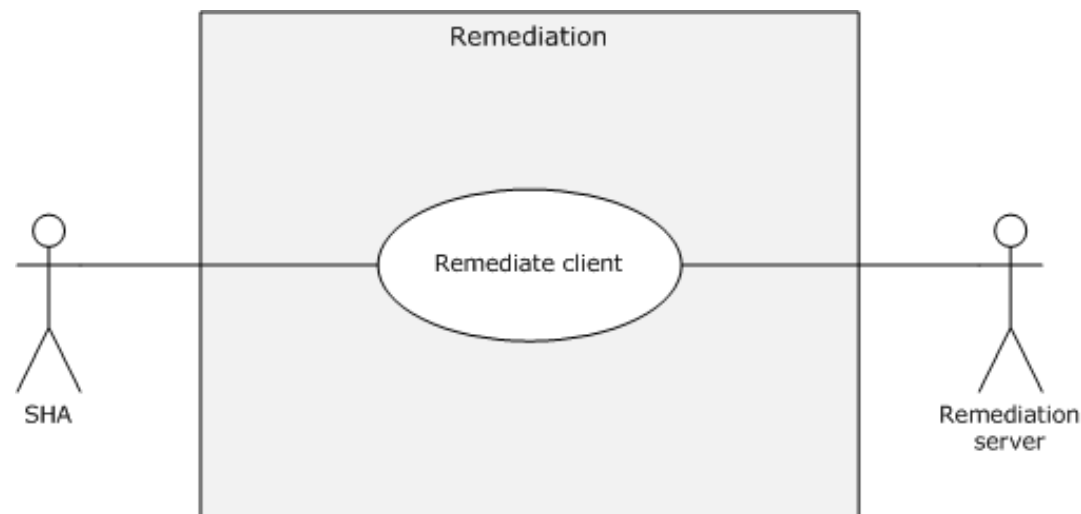 Remediation
Remediate client
SHA
Remediation
server